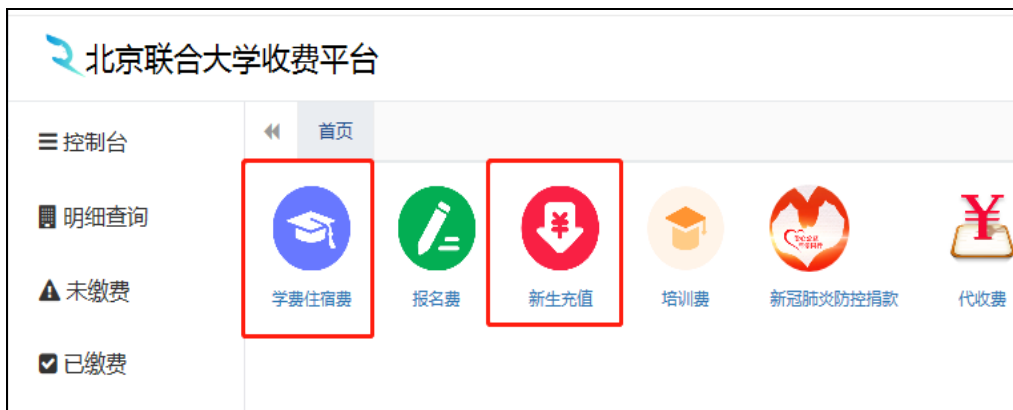 北京联合大学收费平台
控制台
首页
明细查询
未缴费
已缴费
学费住宿费
报名费
新生充值
培训费
新冠肺炎防控捐款
代收费